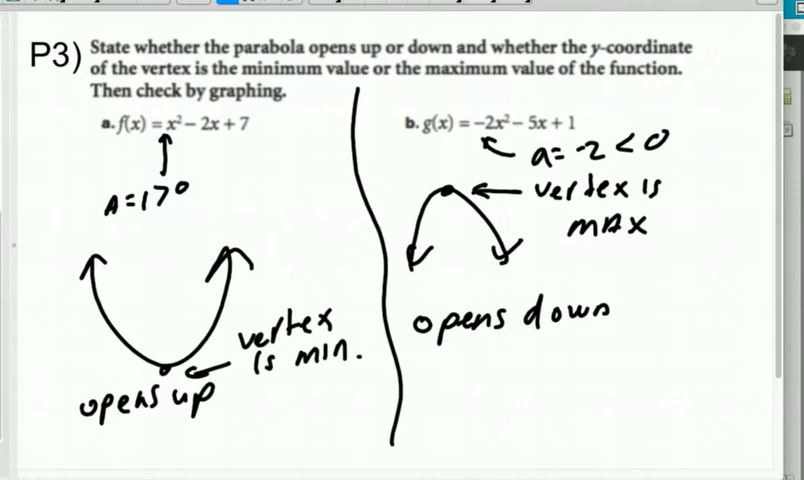 P3) State whether the parabola opens up or down and whether the y-coordinate
of the vertex is the minimum value or the maximum value of the function.
Then check by graphing.
a. f(x) = x² – 2x + 7
A = 1 > 0
vertex
is min.
opens up
b. g(x) = –2x² – 5x + 1
a = -2 < 0
vertex is
MAX
opens down